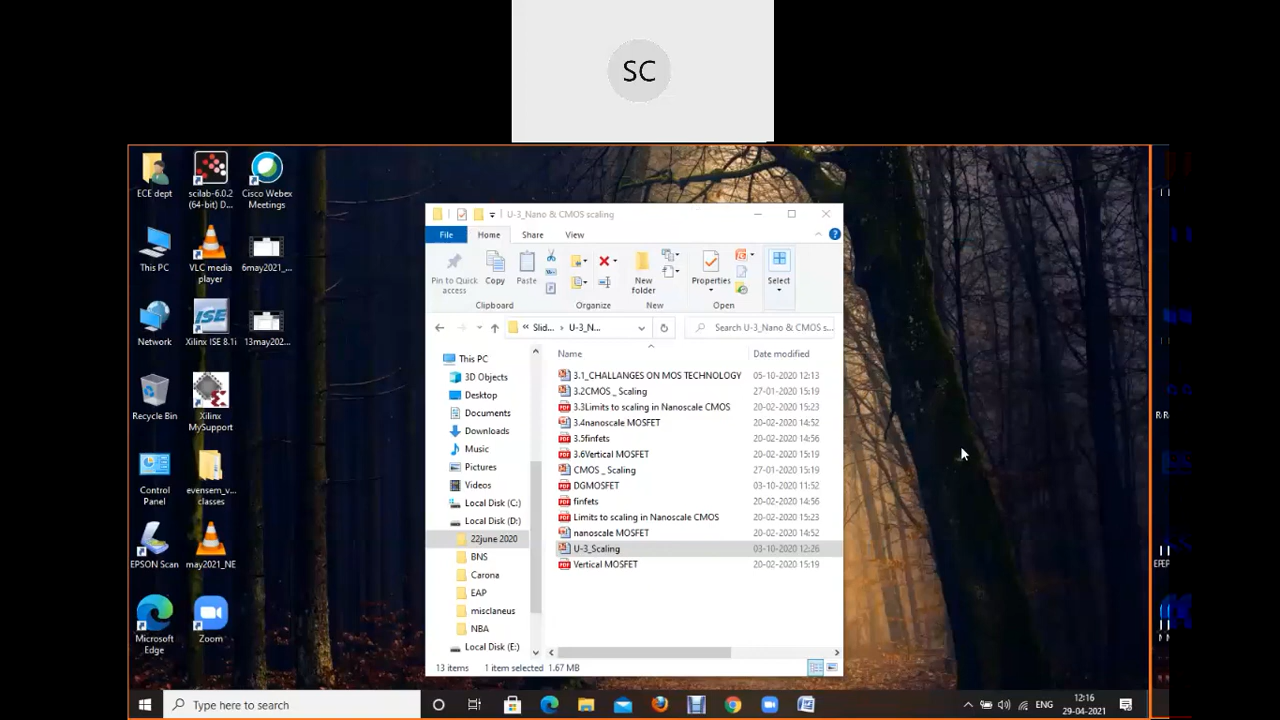 SC
ECE dept
scilab-6.0.2
(64-bit) D...
Cisco Webex
Meetings
This PC
VLC media
player
6may2021_...
Network
Xilinx ISE 8.1i
13may202...
Recycle Bin
Xilinx
MySupport
Control
Panel
evensem_v...
classes
EPSON Scan
may2021_NE
Microsoft
Edge
Zoom
U-3_Nano & CMOS scaling
File Home Share View
Pin to Quick
access
Copy
Paste
New
folder
Properties
Select
Clipboard Organize New Open
« Slid... › U-3_N...
Search U-3_Nano & CMOS s...
This PC
3D Objects
Desktop
Documents
Downloads
Music
Pictures
Videos
Local Disk (C:)
Local Disk (D:)
22june 2020
BNS
Carona
EAP
misclaneus
NBA
Local Disk (E:)
Name Date modified
3.1_CHALLANGES ON MOS TECHNOLOGY 05-10-2020 12:13
3.2CMOS _ Scaling 27-01-2020 15:19
3.3Limits to scaling in Nanoscale CMOS 20-02-2020 15:23
3.4nanoscale MOSFET 20-02-2020 14:52
3.5finfets 20-02-2020 14:56
3.6Vertical MOSFET 20-02-2020 15:19
CMOS _ Scaling 27-01-2020 15:19
DGMOSFET 03-10-2020 11:52
finfets 20-02-2020 14:56
Limits to scaling in Nanoscale CMOS 20-02-2020 15:23
nanoscale MOSFET 20-02-2020 14:52
U-3_Scaling 03-10-2020 12:26
Vertical MOSFET 20-02-2020 15:19
13 items 1 item selected 1.67 MB
Type here to search
ENG
12:16
29-04-2021